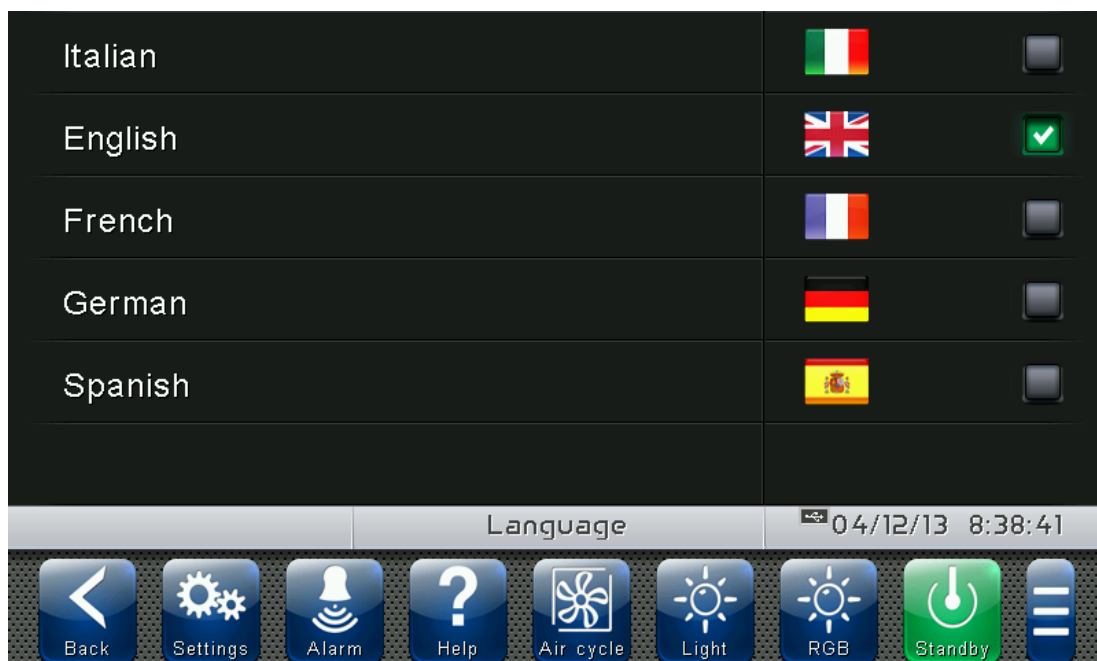 Italian
English
French
German
Spanish
Language
04/12/13 8:38:41
Back Settings Alarm Help Air cycle Light RGB Standby